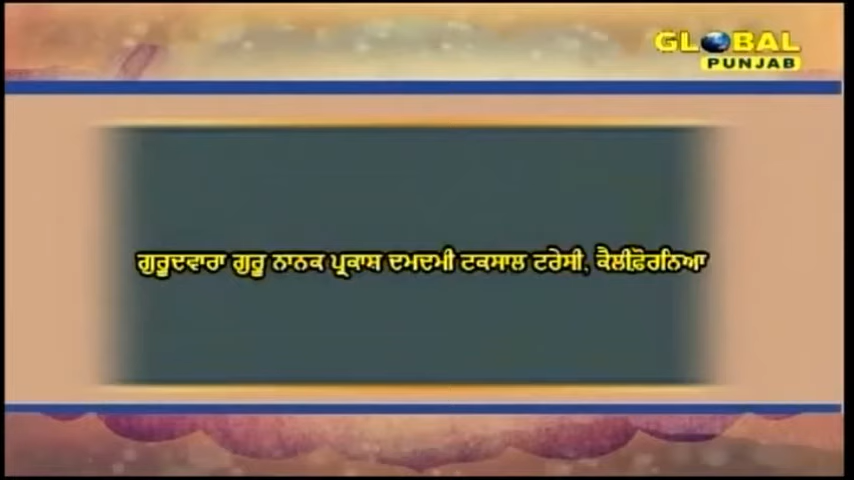 GLOBAL
PUNJAB
ਗੁਰੂਦਵਾਰਾ ਗੁਰੂ ਨਾਨਕ ਪ੍ਰਕਾਸ਼ ਦਮਦਮੀ ਟਕਸਾਲ ਟਰੇਸੀ, ਕੈਲੀਫ਼ੋਰਨਿਆ